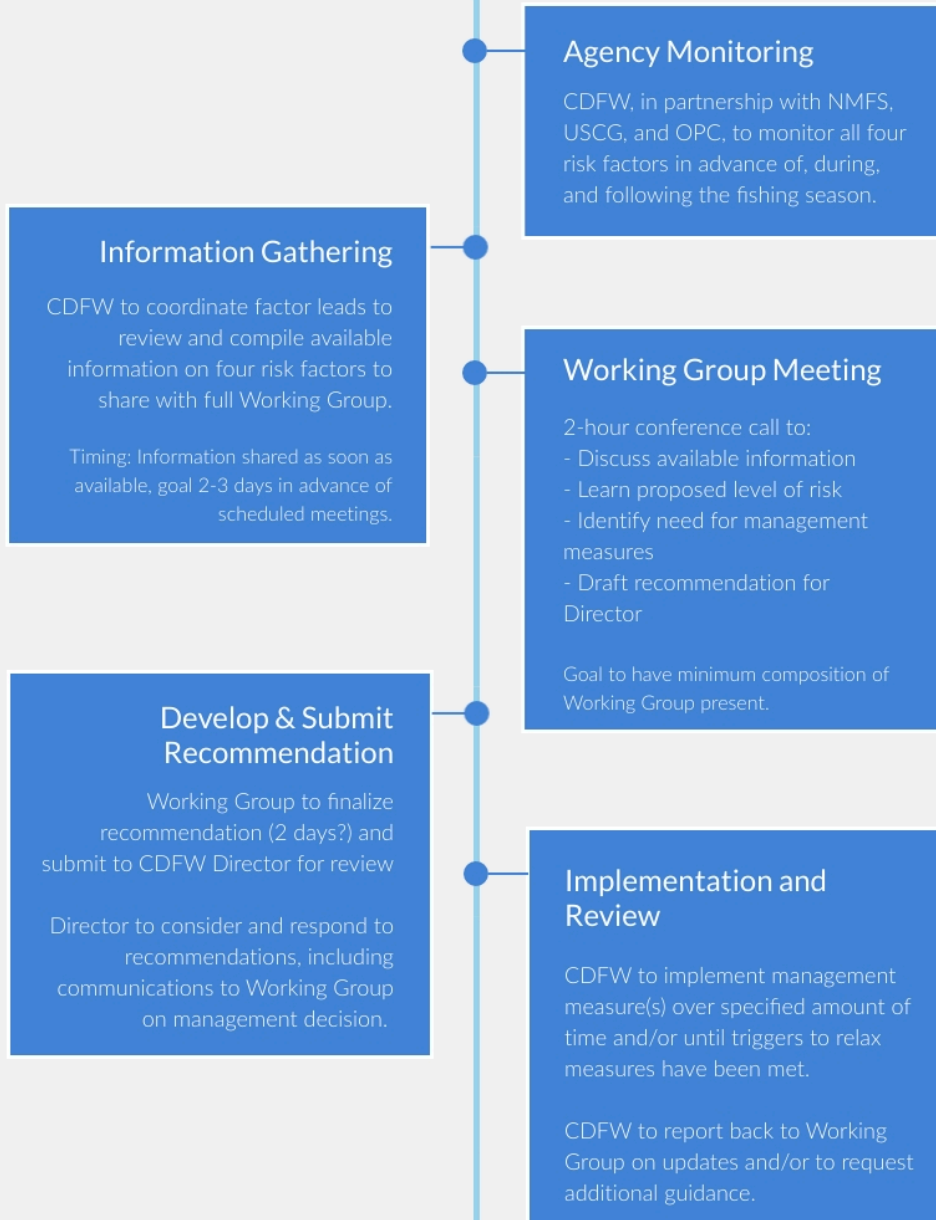 Agency Monitoring
CDFW, in partnership with NMFS,
USCG, and OPC, to monitor all four
risk factors in advance of, during,
and following the fishing season.
Information Gathering
CDFW to coordinate factor leads to
review and compile available
information on four risk factors to
share with full Working Group.
Timing: Information shared as soon as
available, goal 2-3 days in advance of
scheduled meetings.
Working Group Meeting
2-hour conference call to:
- Discuss available information
- Learn proposed level of risk
- Identify need for management
measures
- Draft recommendation for
Director
Goal to have minimum composition of
Working Group present.
Develop & Submit
Recommendation
Working Group to finalize
recommendation (2 days?) and
submit to CDFW Director for review
Director to consider and respond to
recommendations, including
communications to Working Group
on management decision.
Implementation and
Review
CDFW to implement management
measure(s) over specified amount of
time and/or until triggers to relax
measures have been met.
CDFW to report back to Working
Group on updates and/or to request
additional guidance.